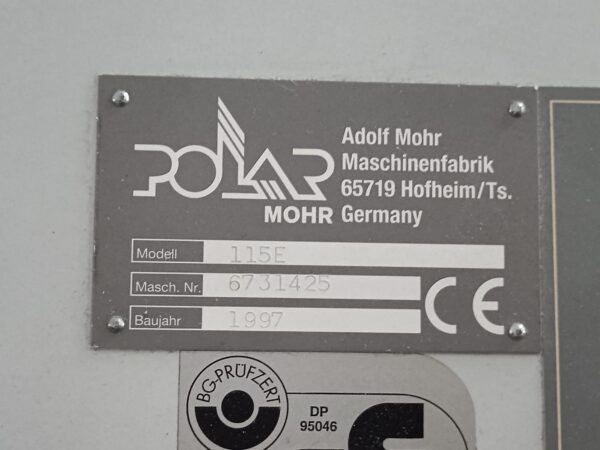 POLAR
MOHR
Adolf Mohr
Maschinenfabrik
65719 Hofheim/Ts.
Germany
Modell 115E
Masch. Nr. 6731425
Baujahr 1997
CE
BG-PRÜFZERT
DP
95046